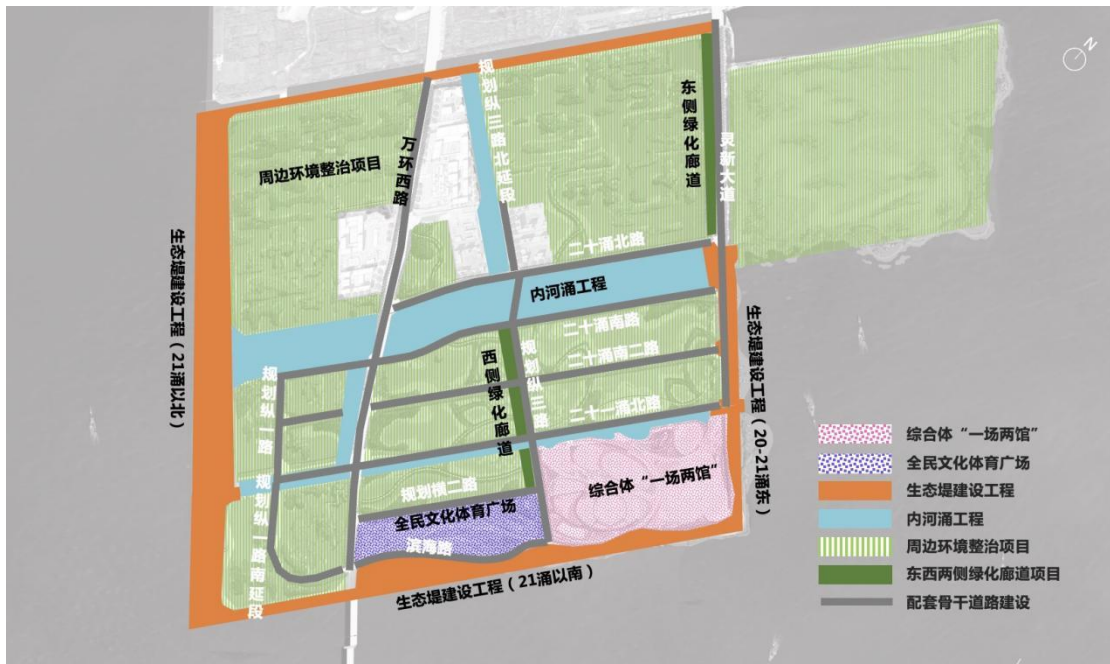 N
规划纵三路北延段
东侧绿化廊道
万环西路
灵新大道
周边环境整治项目
生态堤建设工程（21涌以北）
二十涌北路
内河涌工程
二十涌南路
生态堤建设工程（20-21涌东）
西侧绿化廊道
规划纵三路
二十涌南二路
规划纵一路
二十一涌北路
规划纵一路南延段
规划横二路
综合体“一场两馆”
全民文化体育广场
滨海路
生态堤建设工程（21涌以南）
综合体“一场两馆”
全民文化体育广场
生态堤建设工程
内河涌工程
周边环境整治项目
东西两侧绿化廊道项目
配套骨干道路建设